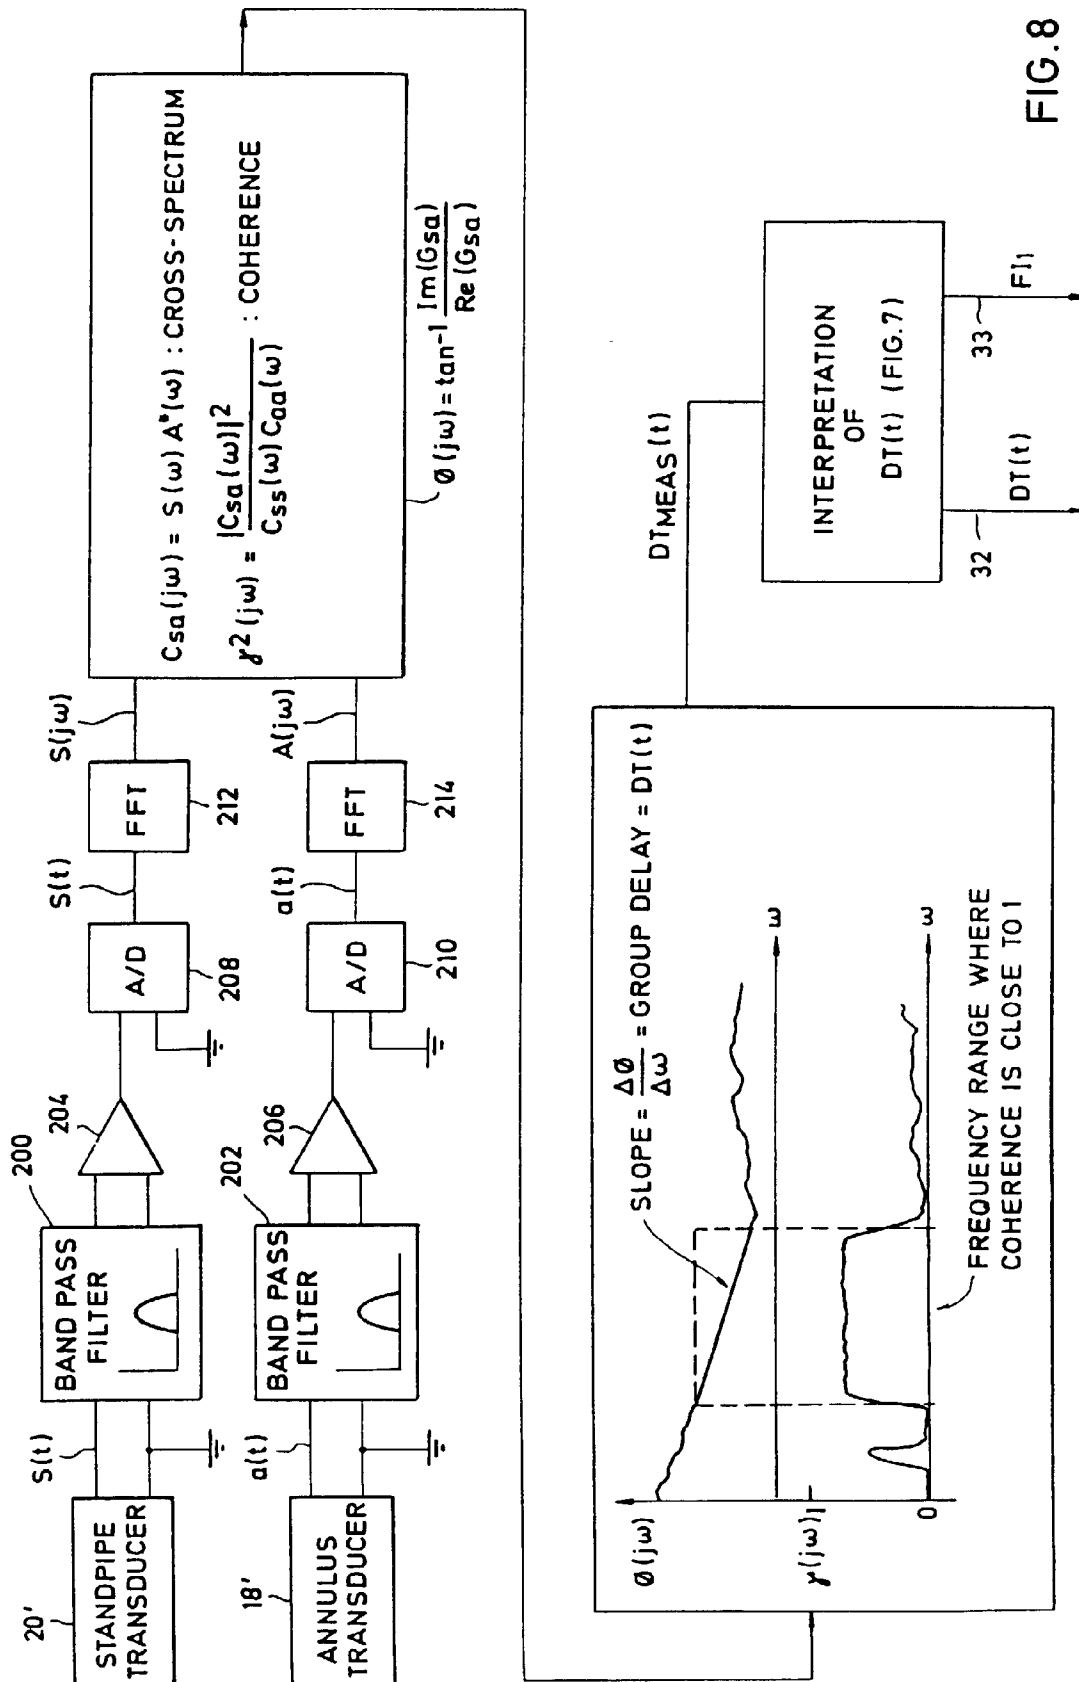 20'
STANDPIPE
TRANSDUCER
S(t)
200
BAND PASS
FILTER
204
A/D
208
S(t)
FFT
212
S(jω)
18'
ANNULUS
TRANSDUCER
a(t)
202
BAND PASS
FILTER
206
A/D
210
a(t)
FFT
214
A(jω)
Csa(jω) = S(ω) A*(ω) : CROSS-SPECTRUM
γ²(jω) = |Csa(ω)|² / Css(ω) Caa(ω) : COHERENCE
Ø(jω) = tan⁻¹ Im(Gsa) / Re(Gsa)
Ø(jω)
SLOPE = ΔØ / Δω = GROUP DELAY = DT(t)
ω
γ(jω)
1
0
ω
FREQUENCY RANGE WHERE
COHERENCE IS CLOSE TO 1
DTMEAS(t)
INTERPRETATION
OF
DT(t) (FIG.7)
32
DT(t)
33
FI1
FIG.8